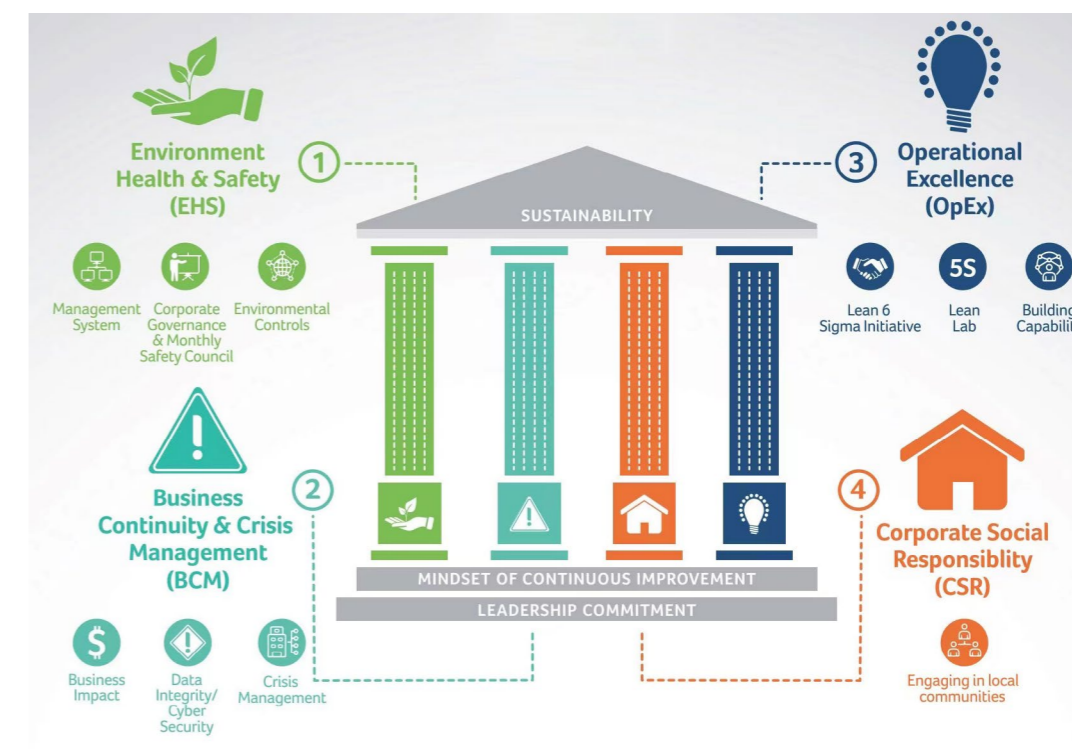 Environment
Health & Safety
(EHS)
1
Management
System
Corporate
Governance
& Monthly
Safety Council
Environmental
Controls
Business
Continuity & Crisis
Management
(BCM)
2
Business
Impact
Data
Integrity/
Cyber
Security
Crisis
Management
SUSTAINABILITY
MINDSET OF CONTINUOUS IMPROVEMENT
LEADERSHIP COMMITMENT
3
Operational
Excellence
(OpEx)
Lean 6
Sigma Initiative
5S
Lean
Lab
Building
Capabili
4
Corporate Social
Responsiblity
(CSR)
Engaging in local
communities
$